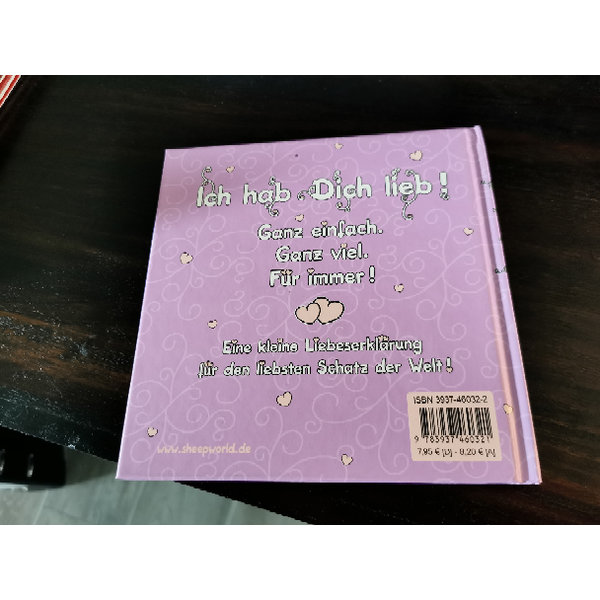 Ich hab Dich lieb!
Ganz einfach.
Ganz viel.
Für immer!
Eine kleine Liebeserklärung
für den liebsten Schatz der Welt!
ISBN 3937-46032-2
9 783937 460321
7,95 € [D] - 8,20 € [A]
www.sheepworld.de